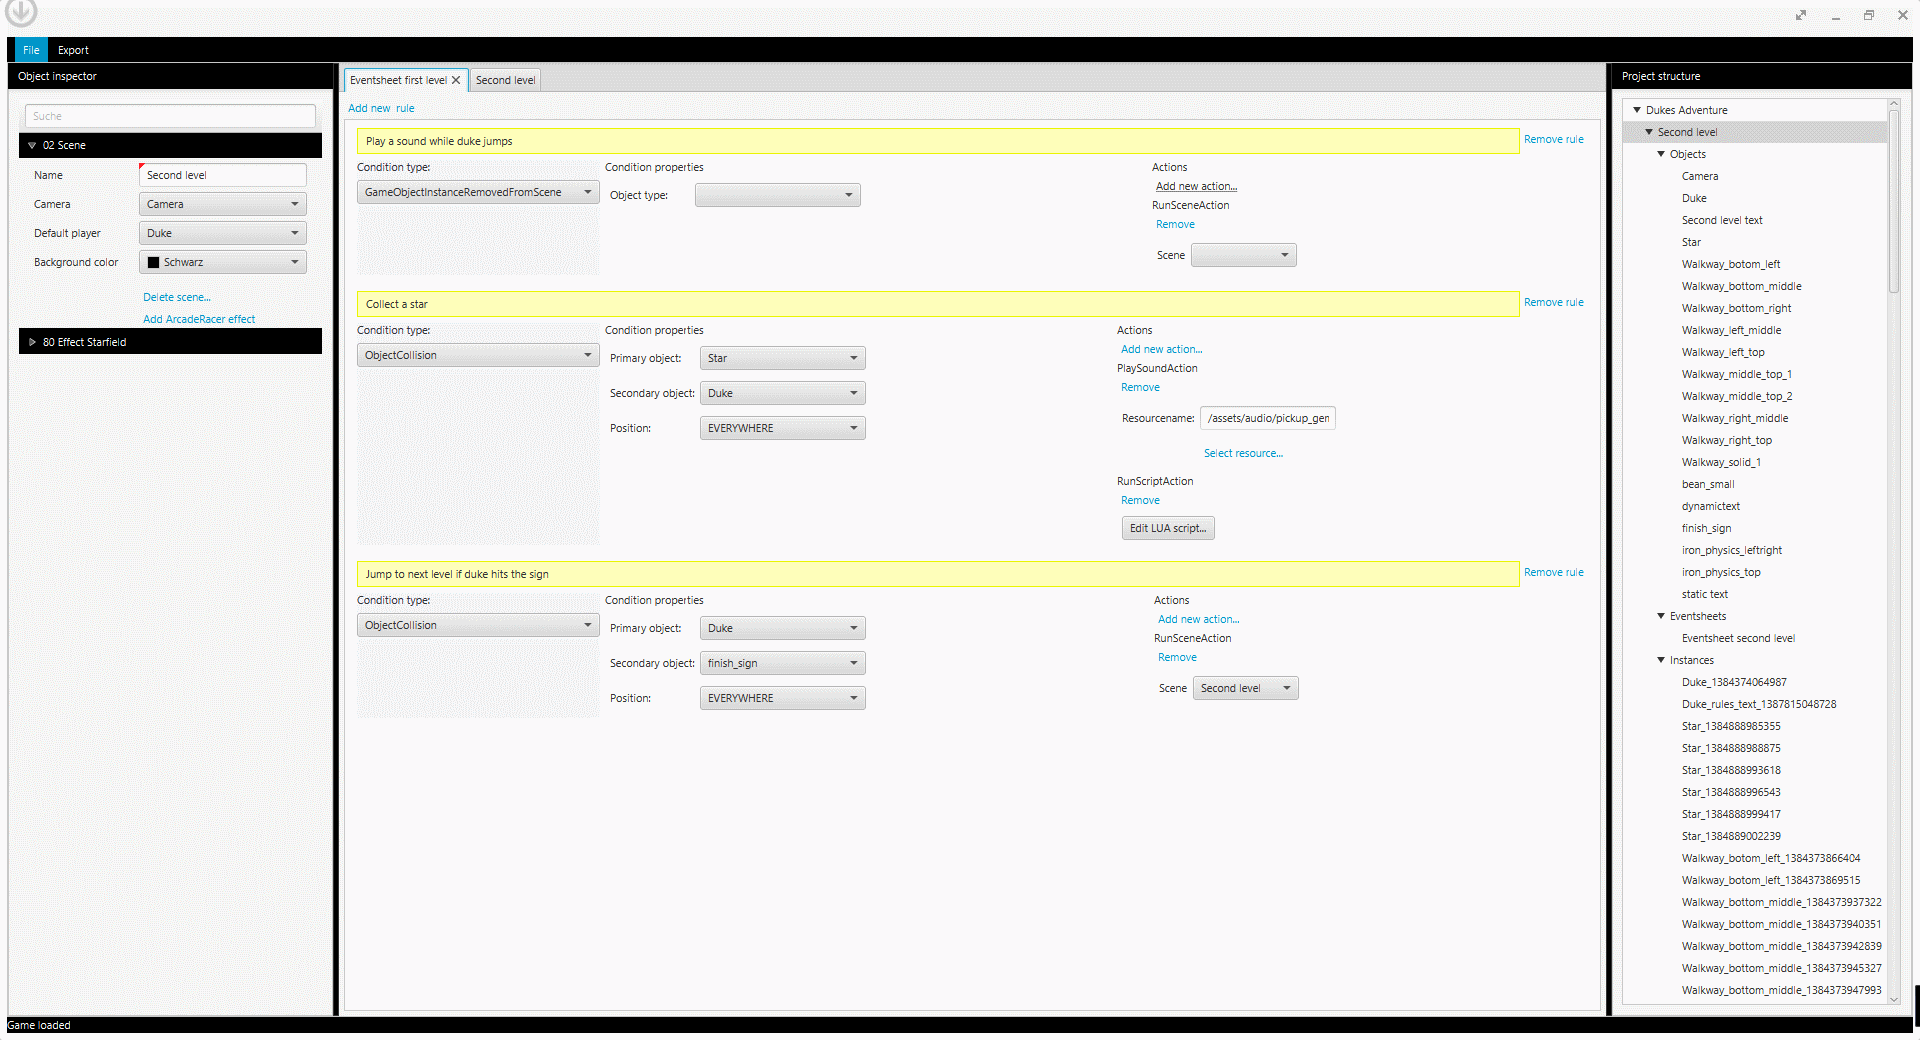 File Export
Object inspector
Suche
02 Scene
Name Second level
Camera Camera
Default player Duke
Background color Schwarz
Delete scene...
Add ArcadeRacer effect
80 Effect Starfield
Eventsheet first level Second level
Add new rule
Play a sound while duke jumps Remove rule
Condition type: Condition properties Actions
GameObjectInstanceRemovedFromScene Object type: Add new action...
RunSceneAction
Remove
Scene
Collect a star Remove rule
Condition type: Condition properties Actions
ObjectCollision Primary object: Star Add new action...
PlaySoundAction
Secondary object: Duke Remove
Position: EVERYWHERE Resourcename: /assets/audio/pickup_gen
Select resource...
RunScriptAction
Remove
Edit LUA script...
Jump to next level if duke hits the sign Remove rule
Condition type: Condition properties Actions
ObjectCollision Primary object: Duke Add new action...
RunSceneAction
Secondary object: finish_sign Remove
Position: EVERYWHERE Scene Second level
Project structure
Dukes Adventure
Second level
Objects
Camera
Duke
Second level text
Star
Walkway_botom_left
Walkway_bottom_middle
Walkway_bottom_right
Walkway_left_middle
Walkway_left_top
Walkway_middle_top_1
Walkway_middle_top_2
Walkway_right_middle
Walkway_right_top
Walkway_solid_1
bean_small
dynamictext
finish_sign
iron_physics_leftright
iron_physics_top
static text
Eventsheets
Eventsheet second level
Instances
Duke_1384374064987
Duke_rules_text_1387815048728
Star_1384888985355
Star_1384888988875
Star_1384888993618
Star_1384888996543
Star_1384888999417
Star_1384889002239
Walkway_botom_left_1384373866404
Walkway_botom_left_1384373869515
Walkway_bottom_middle_1384373937322
Walkway_bottom_middle_1384373940351
Walkway_bottom_middle_1384373942839
Walkway_bottom_middle_1384373945327
Walkway_bottom_middle_1384373947993
Game loaded